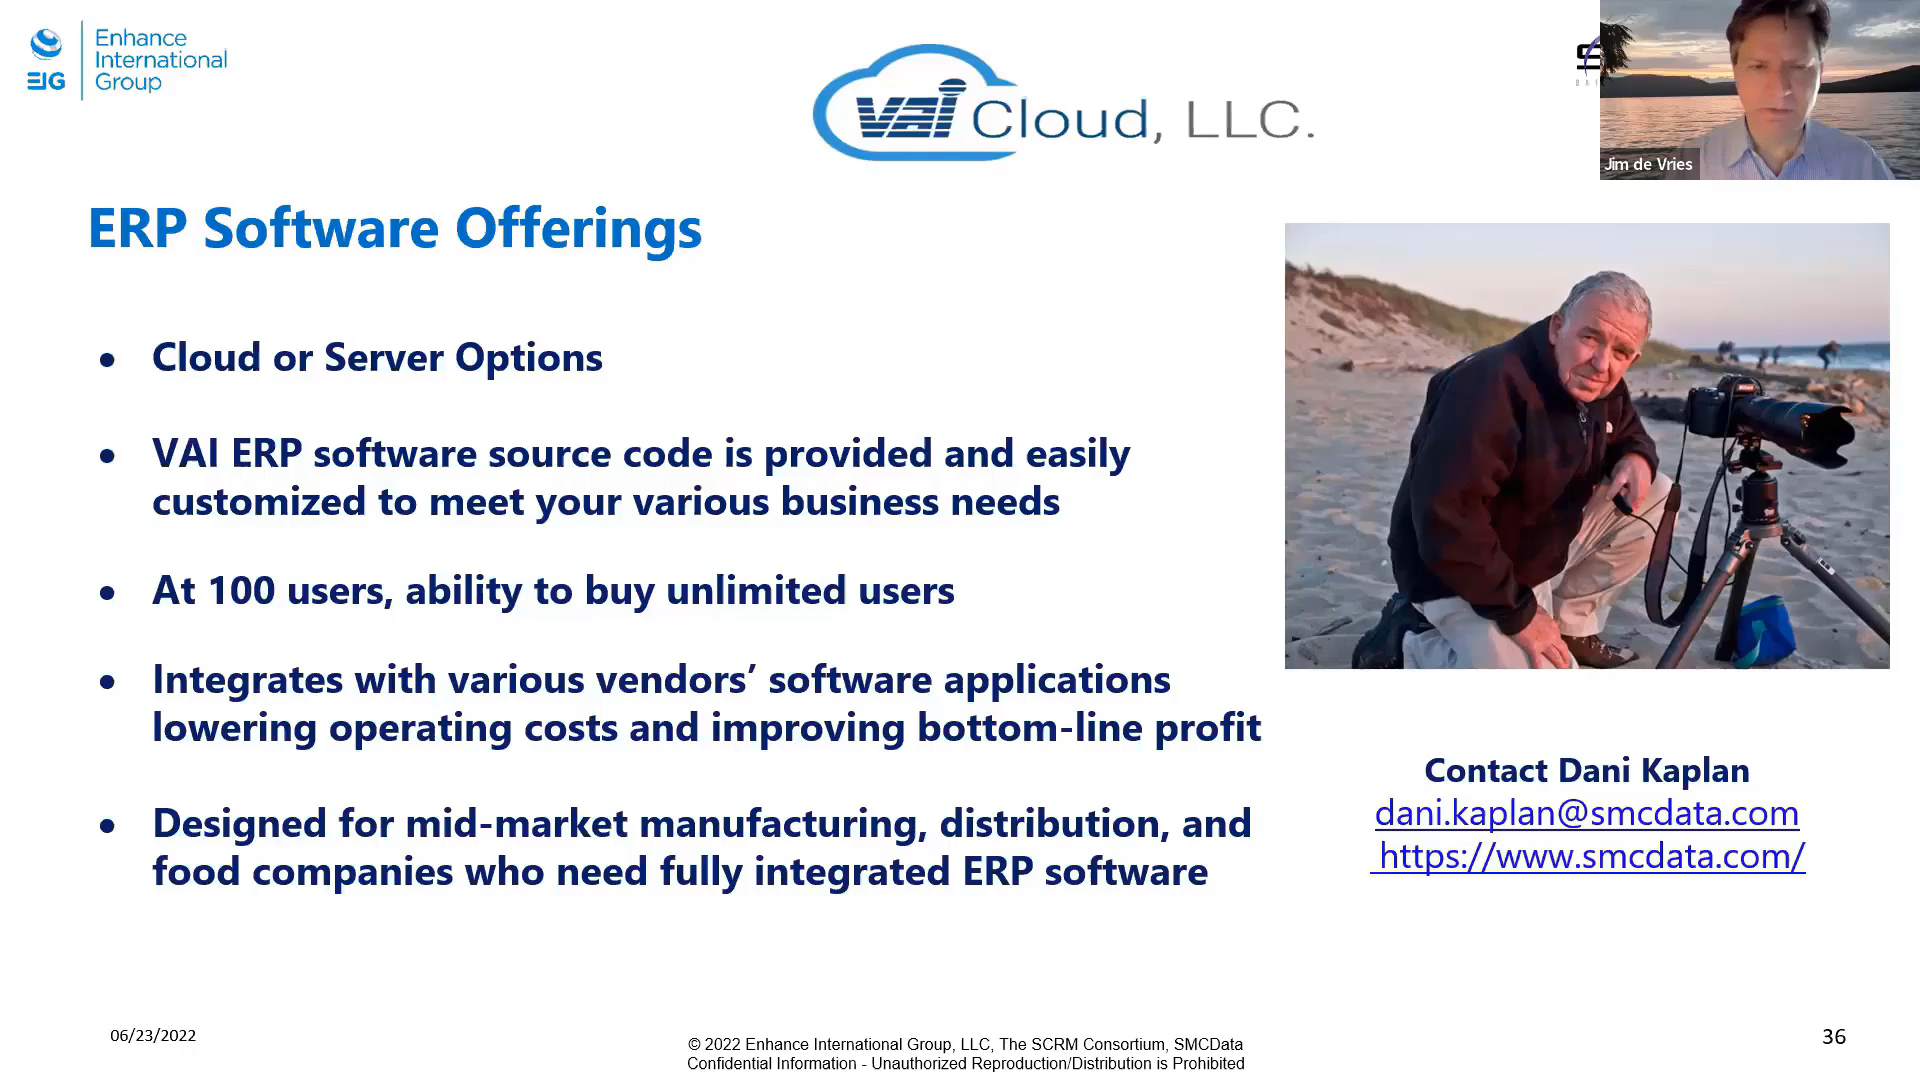 Enhance
International
Group
EIG
vai Cloud, LLC.
Jim de Vries
ERP Software Offerings
• Cloud or Server Options
• VAI ERP software source code is provided and easily
customized to meet your various business needs
• At 100 users, ability to buy unlimited users
• Integrates with various vendors’ software applications
lowering operating costs and improving bottom-line profit
• Designed for mid-market manufacturing, distribution, and
food companies who need fully integrated ERP software
Contact Dani Kaplan
dani.kaplan@smcdata.com
https://www.smcdata.com/
06/23/2022
© 2022 Enhance International Group, LLC, The SCRM Consortium, SMCData
Confidential Information - Unauthorized Reproduction/Distribution is Prohibited
36